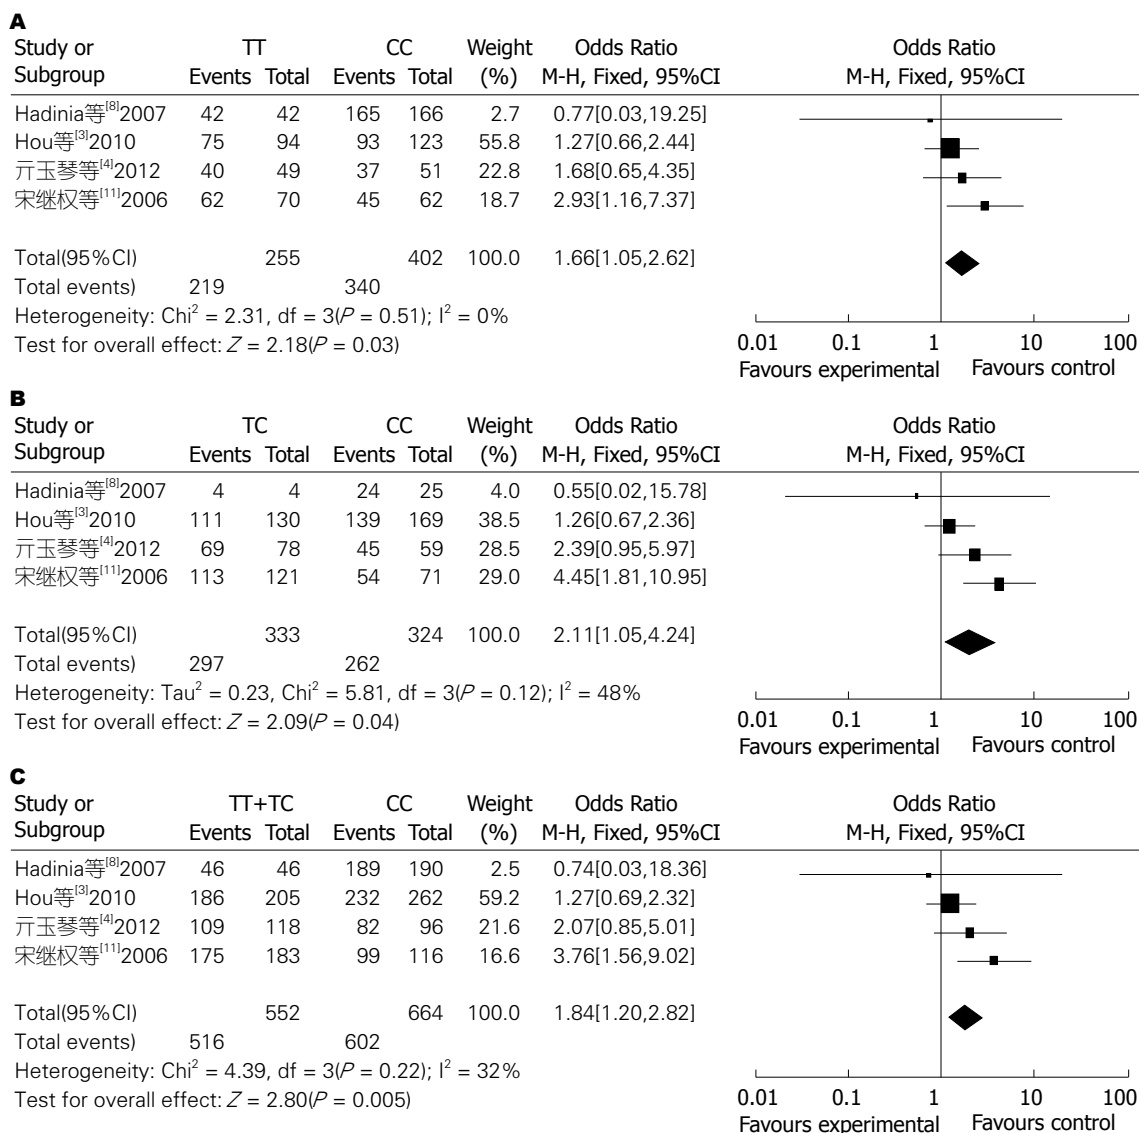 A
Study or TT CC Weight Odds Ratio Odds Ratio
Subgroup Events Total Events Total (%) M-H, Fixed, 95%CI M-H, Fixed, 95%CI
Hadinia等[8]2007 42 42 165 166 2.7 0.77[0.03,19.25]
Hou等[3]2010 75 94 93 123 55.8 1.27[0.66,2.44]
亓玉琴等[4]2012 40 49 37 51 22.8 1.68[0.65,4.35]
宋继权等[11]2006 62 70 45 62 18.7 2.93[1.16,7.37]
Total(95%CI) 255 402 100.0 1.66[1.05,2.62]
Total events) 219 340
Heterogeneity: Chi² = 2.31, df = 3(P = 0.51); I² = 0%
Test for overall effect: Z = 2.18(P = 0.03)
0.01 0.1 1 10 100
Favours experimental Favours control
B
Study or TC CC Weight Odds Ratio Odds Ratio
Subgroup Events Total Events Total (%) M-H, Fixed, 95%CI M-H, Fixed, 95%CI
Hadinia等[8]2007 4 4 24 25 4.0 0.55[0.02,15.78]
Hou等[3]2010 111 130 139 169 38.5 1.26[0.67,2.36]
亓玉琴等[4]2012 69 78 45 59 28.5 2.39[0.95,5.97]
宋继权等[11]2006 113 121 54 71 29.0 4.45[1.81,10.95]
Total(95%CI) 333 324 100.0 2.11[1.05,4.24]
Total events) 297 262
Heterogeneity: Tau² = 0.23, Chi² = 5.81, df = 3(P = 0.12); I² = 48%
Test for overall effect: Z = 2.09(P = 0.04)
0.01 0.1 1 10 100
Favours experimental Favours control
C
Study or TT+TC CC Weight Odds Ratio Odds Ratio
Subgroup Events Total Events Total (%) M-H, Fixed, 95%CI M-H, Fixed, 95%CI
Hadinia等[8]2007 46 46 189 190 2.5 0.74[0.03,18.36]
Hou等[3]2010 186 205 232 262 59.2 1.27[0.69,2.32]
亓玉琴等[4]2012 109 118 82 96 21.6 2.07[0.85,5.01]
宋继权等[11]2006 175 183 99 116 16.6 3.76[1.56,9.02]
Total(95%CI) 552 664 100.0 1.84[1.20,2.82]
Total events) 516 602
Heterogeneity: Chi² = 4.39, df = 3(P = 0.22); I² = 32%
Test for overall effect: Z = 2.80(P = 0.005)
0.01 0.1 1 10 100
Favours experimental Favours control